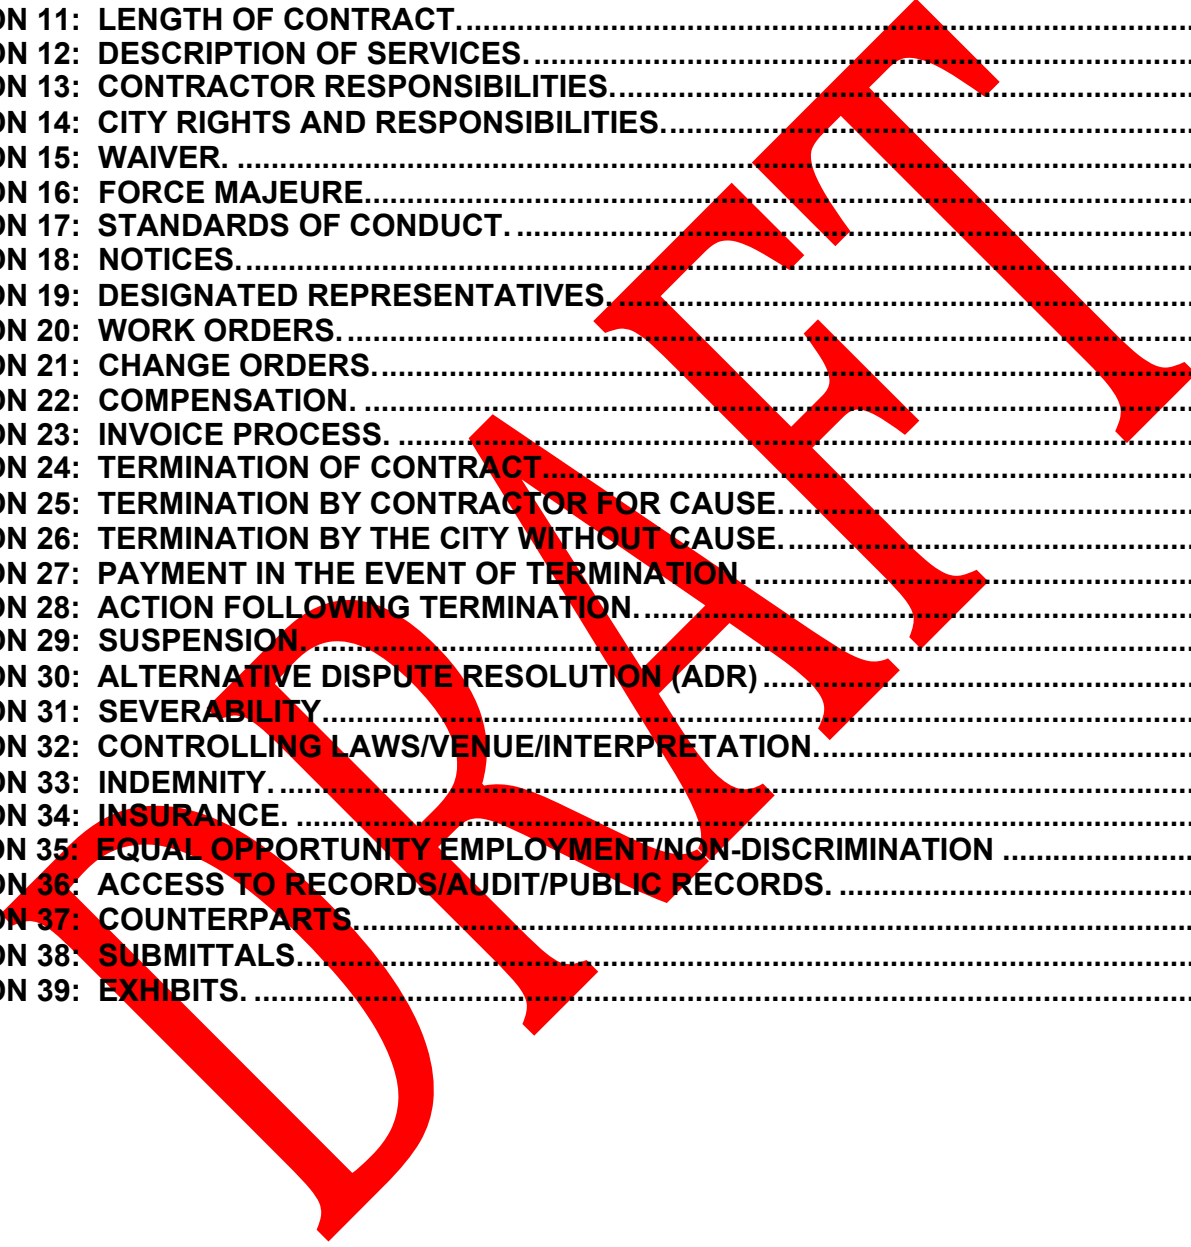 ON 11: LENGTH OF CONTRACT.
ON 12: DESCRIPTION OF SERVICES.
ON 13: CONTRACTOR RESPONSIBILITIES.
ON 14: CITY RIGHTS AND RESPONSIBILITIES.
ON 15: WAIVER.
ON 16: FORCE MAJEURE
ON 17: STANDARDS OF CONDUCT.
ON 18: NOTICES.
ON 19: DESIGNATED REPRESENTATIVES.
ON 20: WORK ORDERS.
ON 21: CHANGE ORDERS.
ON 22: COMPENSATION.
ON 23: INVOICE PROCESS.
ON 24: TERMINATION OF CONTRACT
ON 25: TERMINATION BY CONTRACTOR FOR CAUSE.
ON 26: TERMINATION BY THE CITY WITHOUT CAUSE.
ON 27: PAYMENT IN THE EVENT OF TERMINATION.
ON 28: ACTION FOLLOWING TERMINATION.
ON 29: SUSPENSION.
ON 30: ALTERNATIVE DISPUTE RESOLUTION (ADR)
ON 31: SEVERABILITY
ON 32: CONTROLLING LAWS/VENUE/INTERPRETATION.
ON 33: INDEMNITY.
ON 34: INSURANCE.
ON 35: EQUAL OPPORTUNITY EMPLOYMENT/NON-DISCRIMINATION
ON 36: ACCESS TO RECORDS/AUDIT/PUBLIC RECORDS.
ON 37: COUNTERPARTS.
ON 38: SUBMITTALS
ON 39: EXHIBITS.
DRAFT